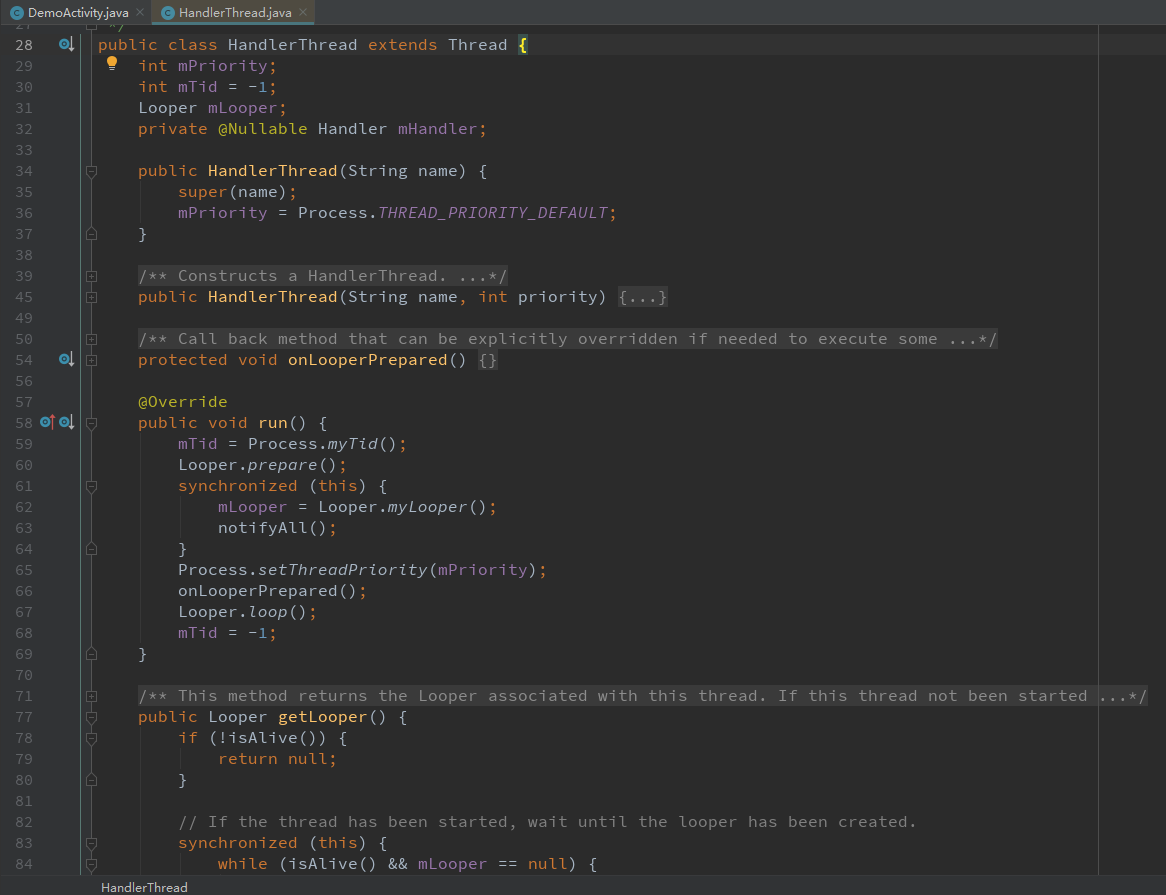 DemoActivity.java HandlerThread.java
27 */
28 public class HandlerThread extends Thread {
29 int mPriority;
30 int mTid = -1;
31 Looper mLooper;
32 private @Nullable Handler mHandler;
33
34 public HandlerThread(String name) {
35 super(name);
36 mPriority = Process.THREAD_PRIORITY_DEFAULT;
37 }
38
39 /** Constructs a HandlerThread. ...*/
45 public HandlerThread(String name, int priority) {...}
49
50 /** Call back method that can be explicitly overridden if needed to execute some ...*/
54 protected void onLooperPrepared() {}
56
57 @Override
58 public void run() {
59 mTid = Process.myTid();
60 Looper.prepare();
61 synchronized (this) {
62 mLooper = Looper.myLooper();
63 notifyAll();
64 }
65 Process.setThreadPriority(mPriority);
66 onLooperPrepared();
67 Looper.loop();
68 mTid = -1;
69 }
70
71 /** This method returns the Looper associated with this thread. If this thread not been started ...*/
77 public Looper getLooper() {
78 if (!isAlive()) {
79 return null;
80 }
81
82 // If the thread has been started, wait until the looper has been created.
83 synchronized (this) {
84 while (isAlive() && mLooper == null) {
HandlerThread